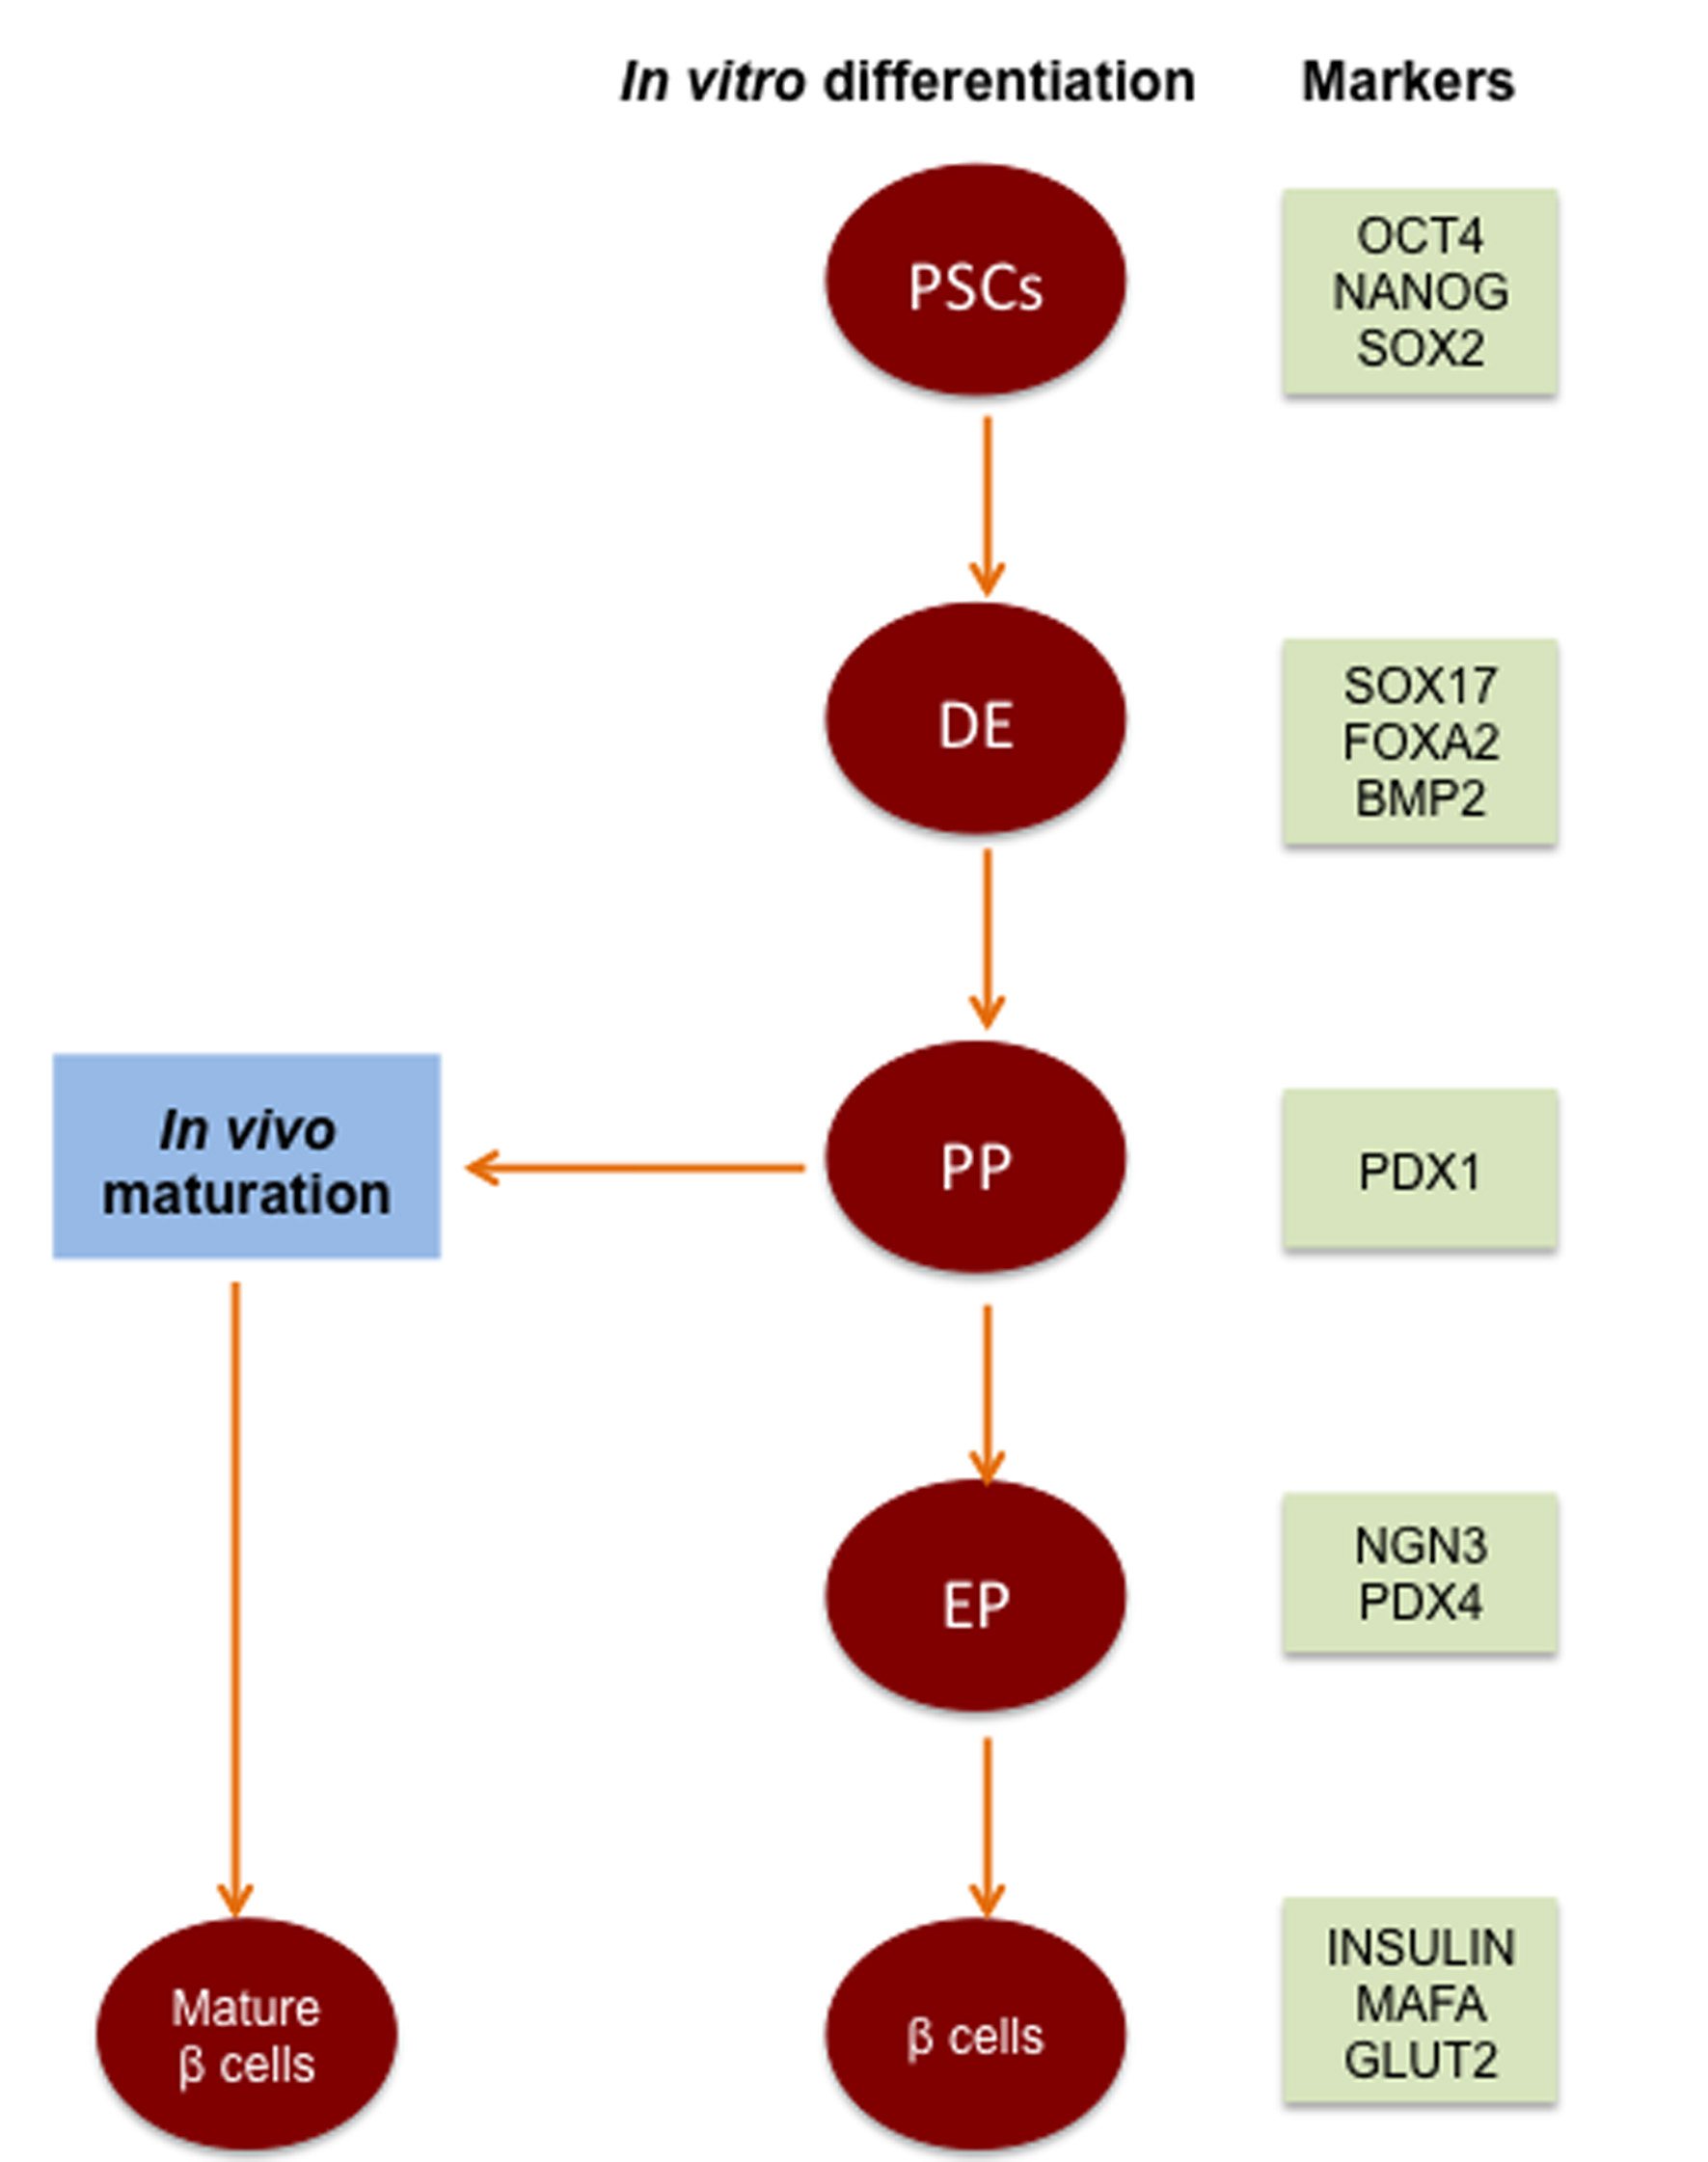 In vitro differentiation
Markers
PSCs
OCT4
NANOG
SOX2
DE
SOX17
FOXA2
BMP2
In vivo
maturation
PP
PDX1
EP
NGN3
PDX4
Mature
β cells
β cells
INSULIN
MAFA
GLUT2